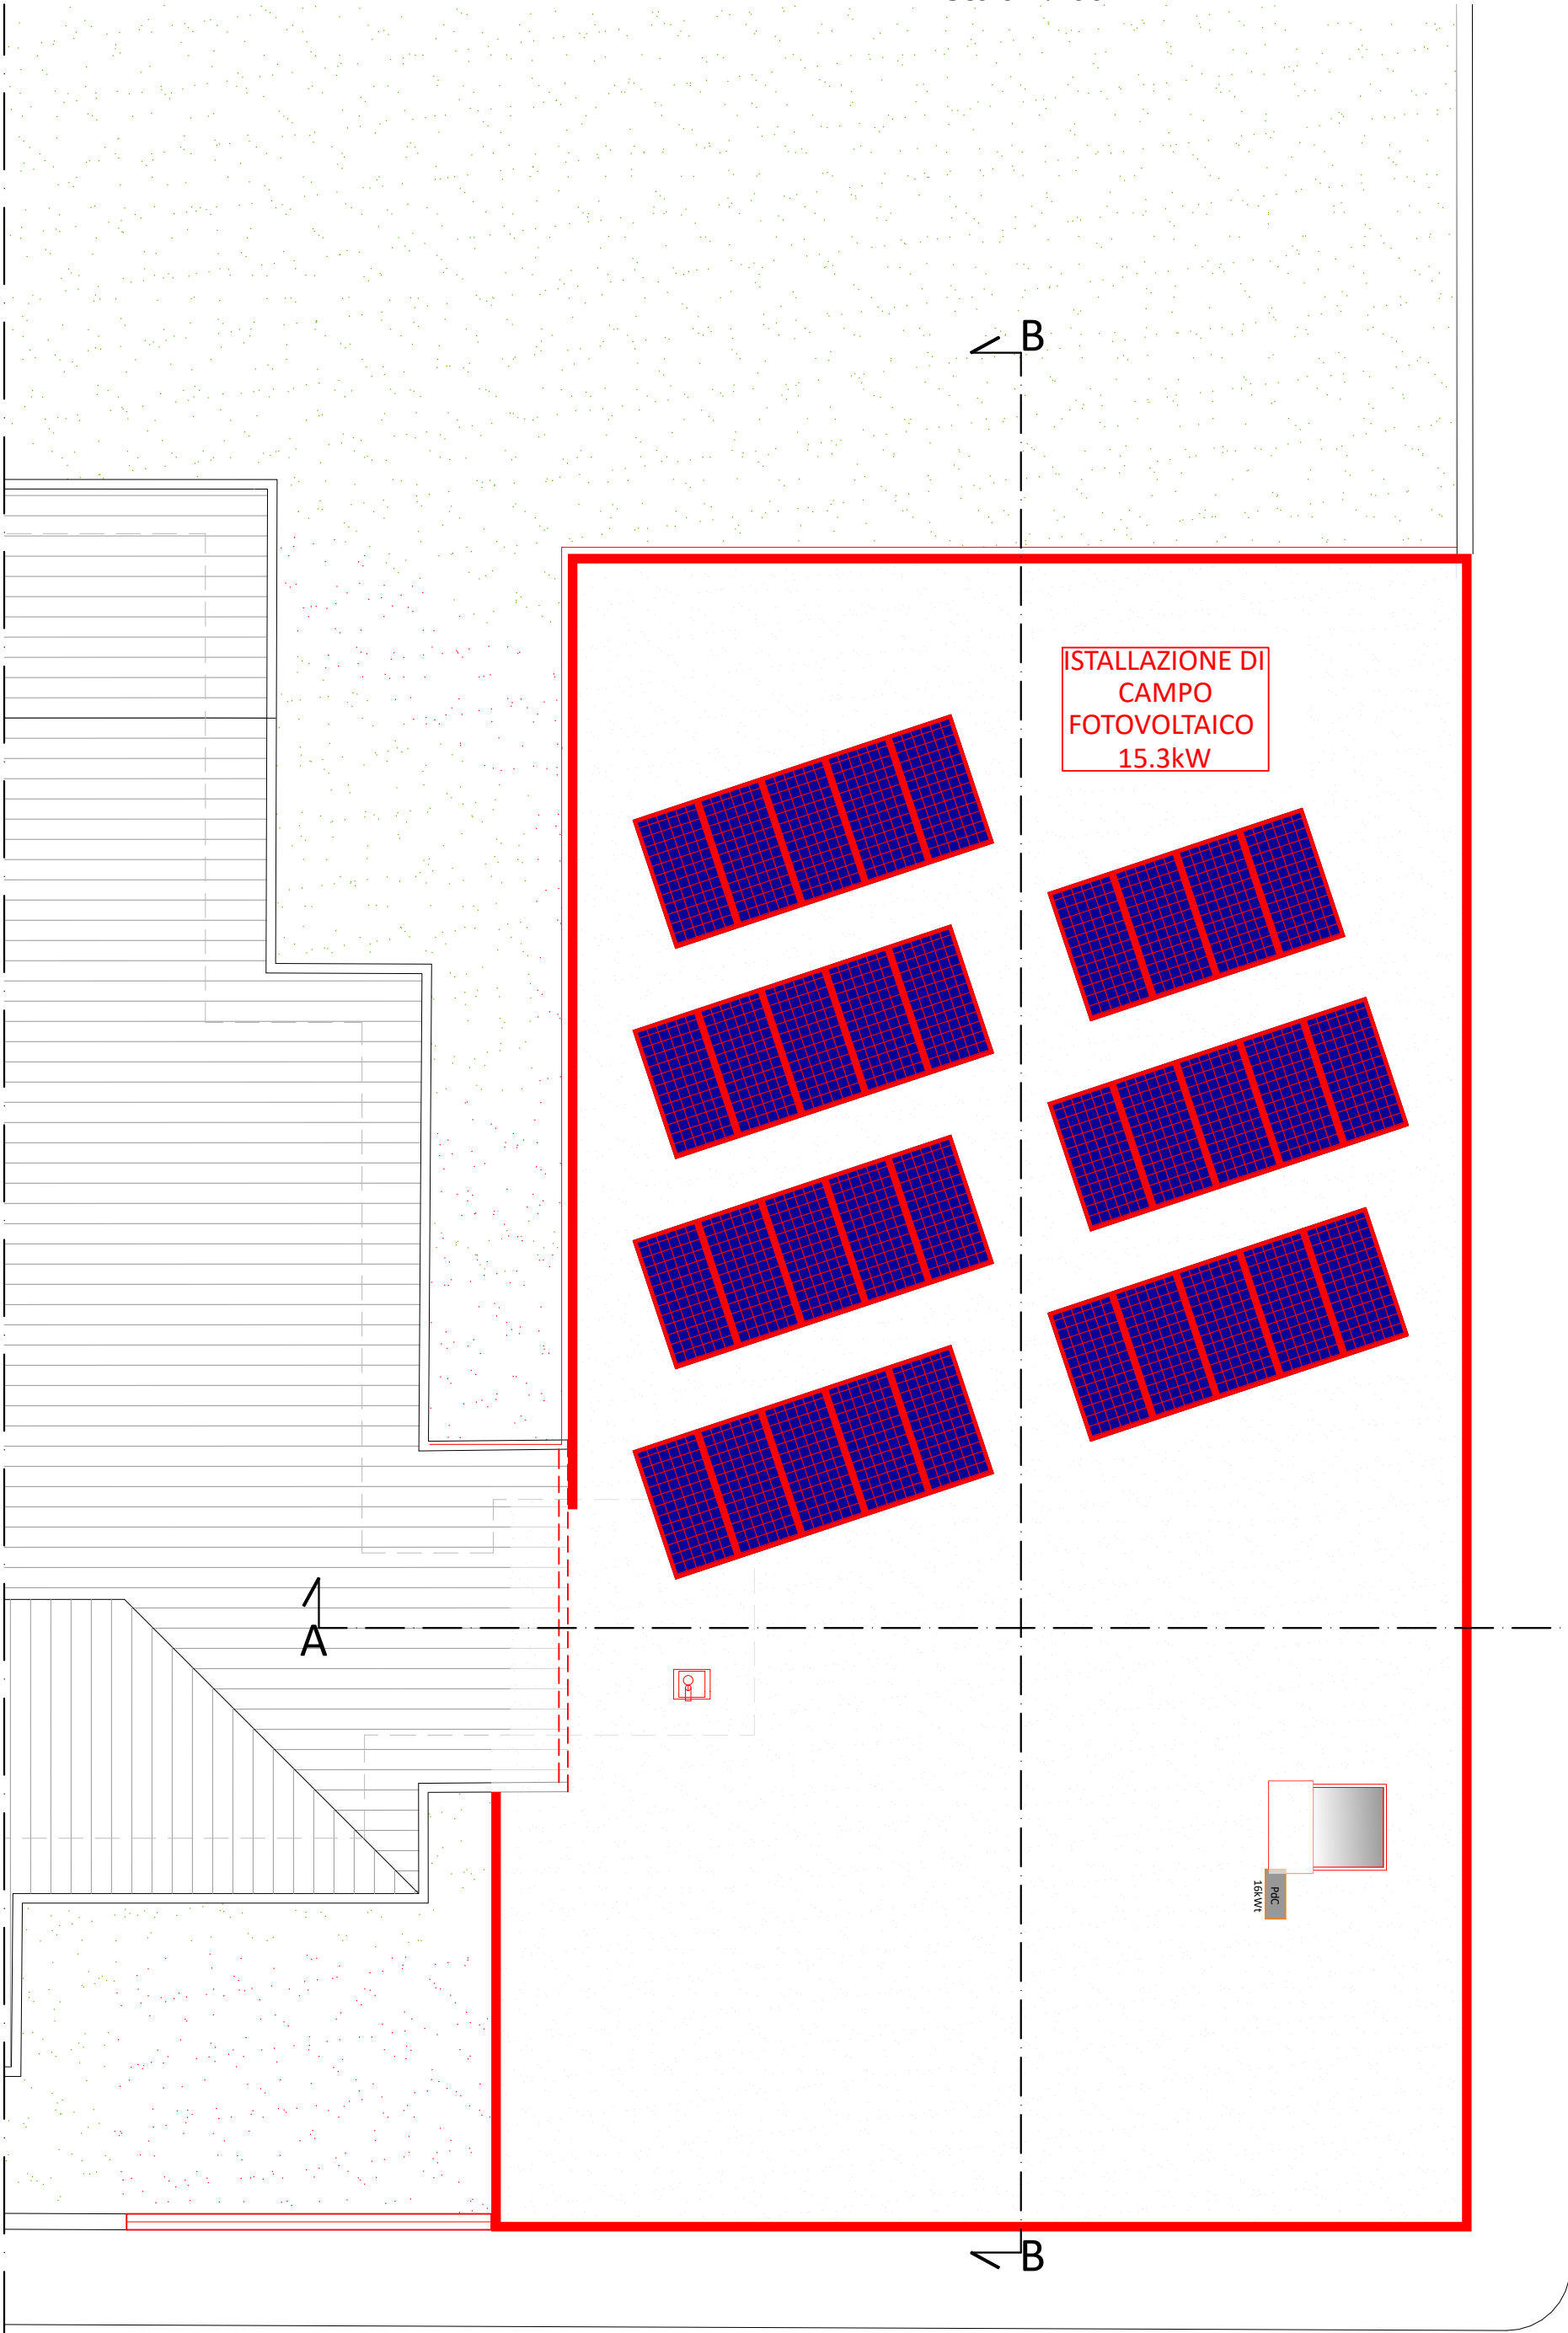 B
ISTALLAZIONE DI
CAMPO
FOTOVOLTAICO
15.3kW
A
PdC
16kWt
B